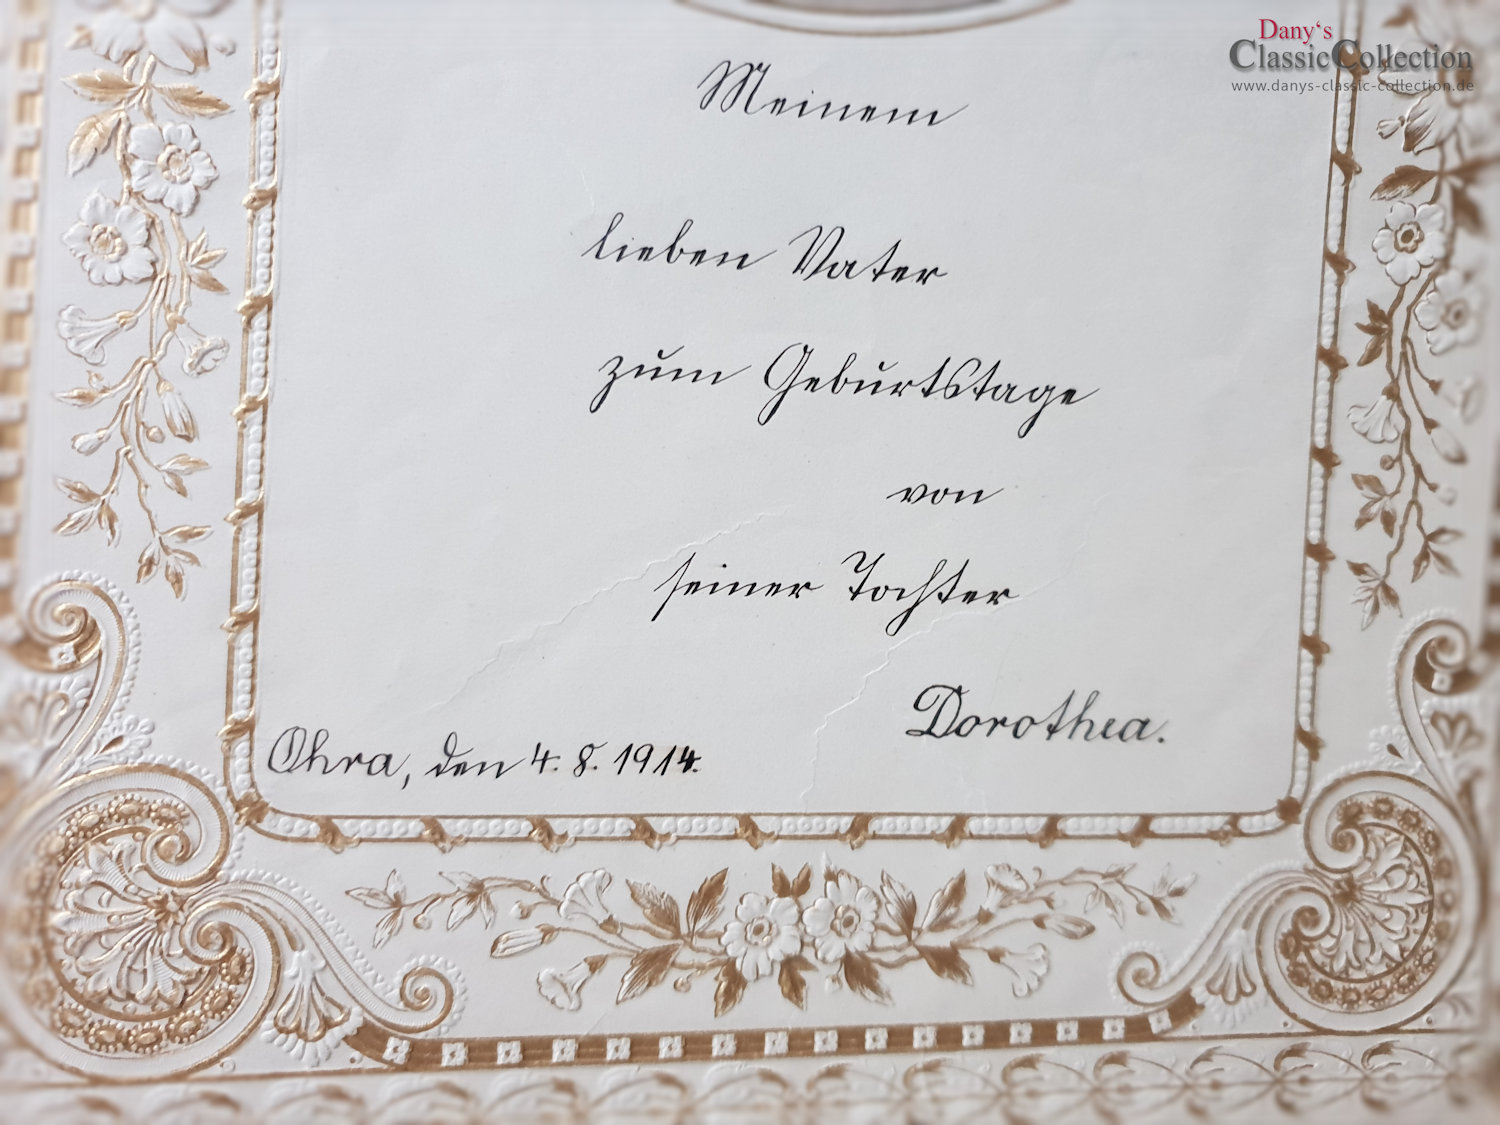 Dany's
ClassicCollection
www.danys-classic-collection.de
Meinem
lieben Vater
zum Geburtstage
von
seiner Tochter
Dorothea.
Ohra, den 4. 8. 1914.